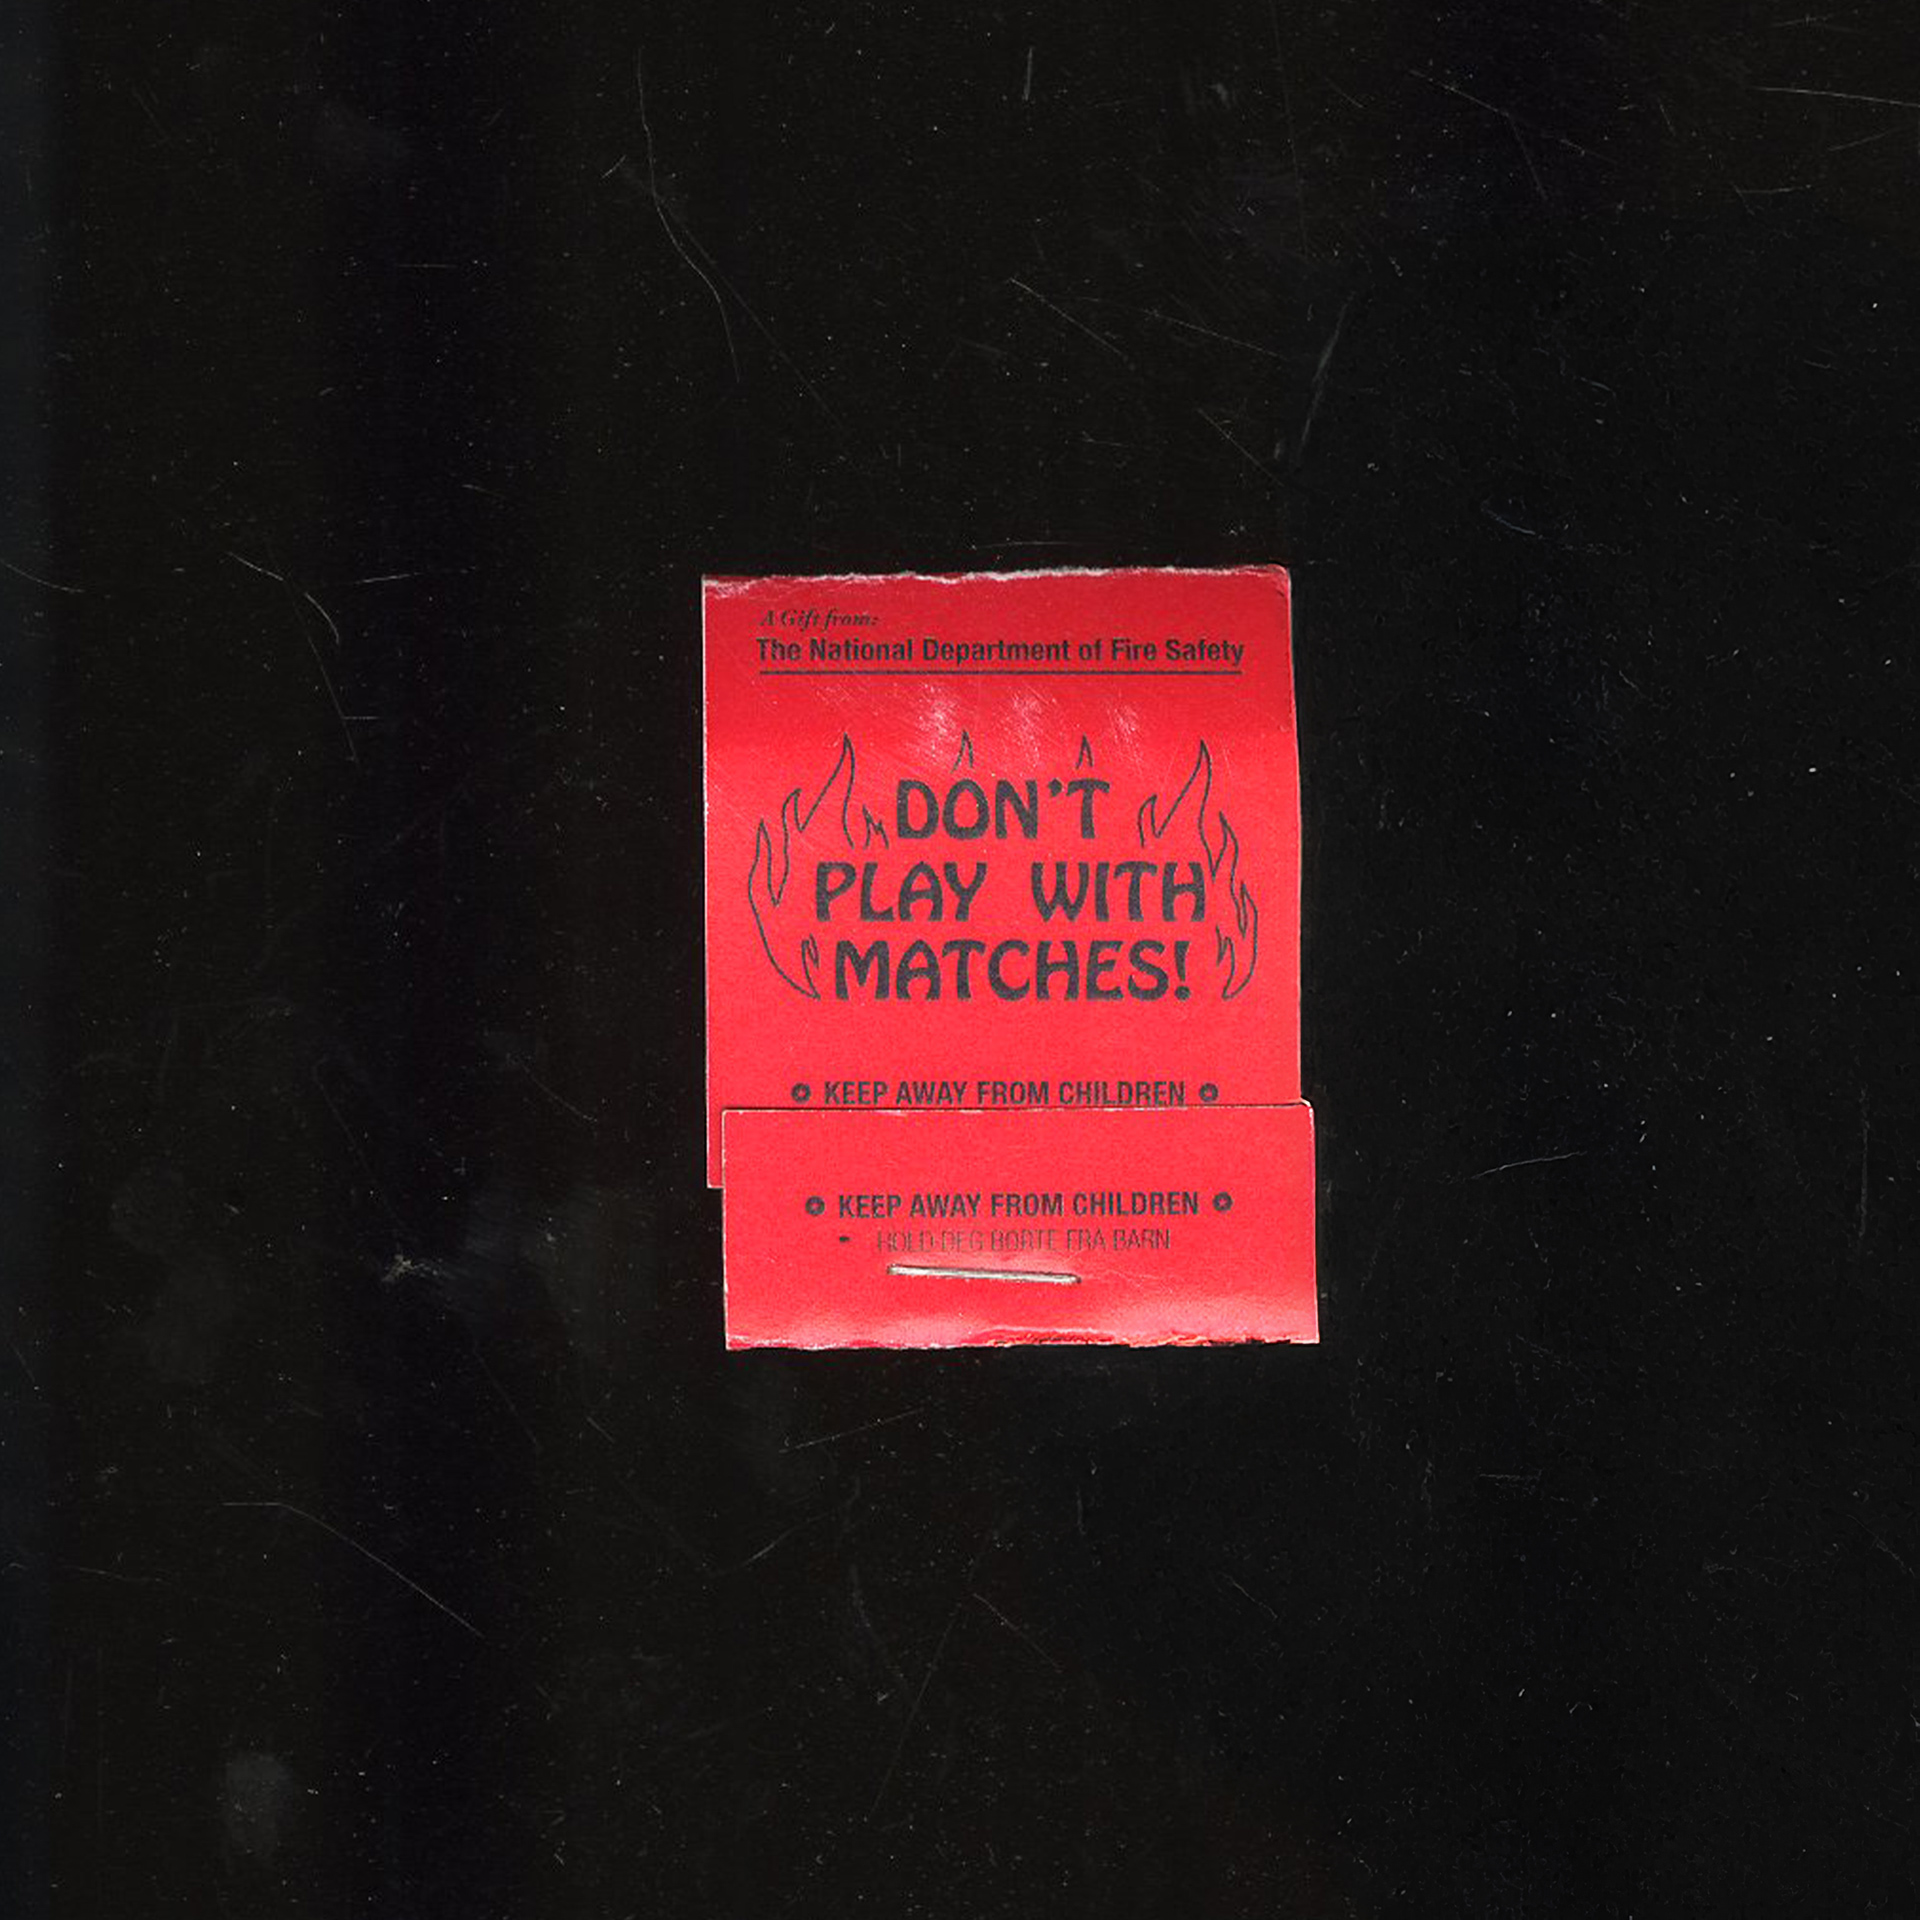 A Gift from:
The National Department of Fire Safety
DON'T
PLAY WITH
MATCHES!
KEEP AWAY FROM CHILDREN
KEEP AWAY FROM CHILDREN
HOLD DEG BORTE FRA BARN